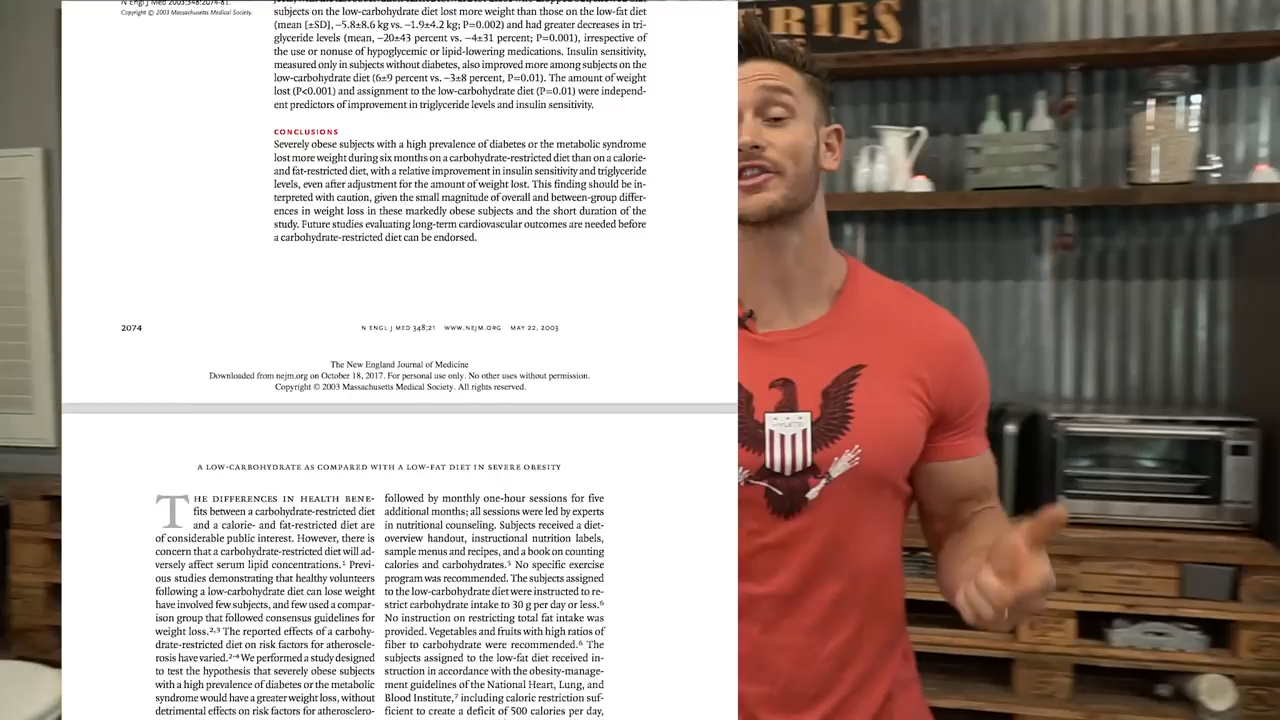 N Engl J Med 2003;348:2074-81.
Copyright © 2003 Massachusetts Medical Society.
subjects on the low-carbohydrate diet lost more weight than those on the low-fat diet
(mean [±SD], −5.8±8.6 kg vs. −1.9±4.2 kg; P=0.002) and had greater decreases in tri-
glyceride levels (mean, −20±43 percent vs. −4±31 percent; P=0.001), irrespective of
the use or nonuse of hypoglycemic or lipid-lowering medications. Insulin sensitivity,
measured only in subjects without diabetes, also improved more among subjects on the
low-carbohydrate diet (6±9 percent vs. −3±8 percent, P=0.01). The amount of weight
lost (P<0.001) and assignment to the low-carbohydrate diet (P=0.01) were independ-
ent predictors of improvement in triglyceride levels and insulin sensitivity.
CONCLUSIONS
Severely obese subjects with a high prevalence of diabetes or the metabolic syndrome
lost more weight during six months on a carbohydrate-restricted diet than on a calorie-
and fat-restricted diet, with a relative improvement in insulin sensitivity and triglyceride
levels, even after adjustment for the amount of weight lost. This finding should be in-
terpreted with caution, given the small magnitude of overall and between-group differ-
ences in weight loss in these markedly obese subjects and the short duration of the
study. Future studies evaluating long-term cardiovascular outcomes are needed before
a carbohydrate-restricted diet can be endorsed.
2074
N ENGL J MED 348;21 WWW.NEJM.ORG MAY 22, 2003
The New England Journal of Medicine
Downloaded from nejm.org on October 18, 2017. For personal use only. No other uses without permission.
Copyright © 2003 Massachusetts Medical Society. All rights reserved.
A LOW-CARBOHYDRATE AS COMPARED WITH A LOW-FAT DIET IN SEVERE OBESITY
THE DIFFERENCES IN HEALTH BENE-
fits between a carbohydrate-restricted diet
and a calorie- and fat-restricted diet are
of considerable public interest. However, there is
concern that a carbohydrate-restricted diet will ad-
versely affect serum lipid concentrations.1 Previ-
ous studies demonstrating that healthy volunteers
following a low-carbohydrate diet can lose weight
have involved few subjects, and few used a compar-
ison group that followed consensus guidelines for
weight loss.2,3 The reported effects of a carbohy-
drate-restricted diet on risk factors for atheroscle-
rosis have varied.2-4 We performed a study designed
to test the hypothesis that severely obese subjects
with a high prevalence of diabetes or the metabolic
syndrome would have a greater weight loss, without
detrimental effects on risk factors for atherosclero-
followed by monthly one-hour sessions for five
additional months; all sessions were led by experts
in nutritional counseling. Subjects received a diet-
overview handout, instructional nutrition labels,
sample menus and recipes, and a book on counting
calories and carbohydrates.5 No specific exercise
program was recommended. The subjects assigned
to the low-carbohydrate diet were instructed to re-
strict carbohydrate intake to 30 g per day or less.6
No instruction on restricting total fat intake was
provided. Vegetables and fruits with high ratios of
fiber to carbohydrate were recommended.6 The
subjects assigned to the low-fat diet received in-
struction in accordance with the obesity-manage-
ment guidelines of the National Heart, Lung, and
Blood Institute,7 including caloric restriction suf-
ficient to create a deficit of 500 calories per day,
RIES